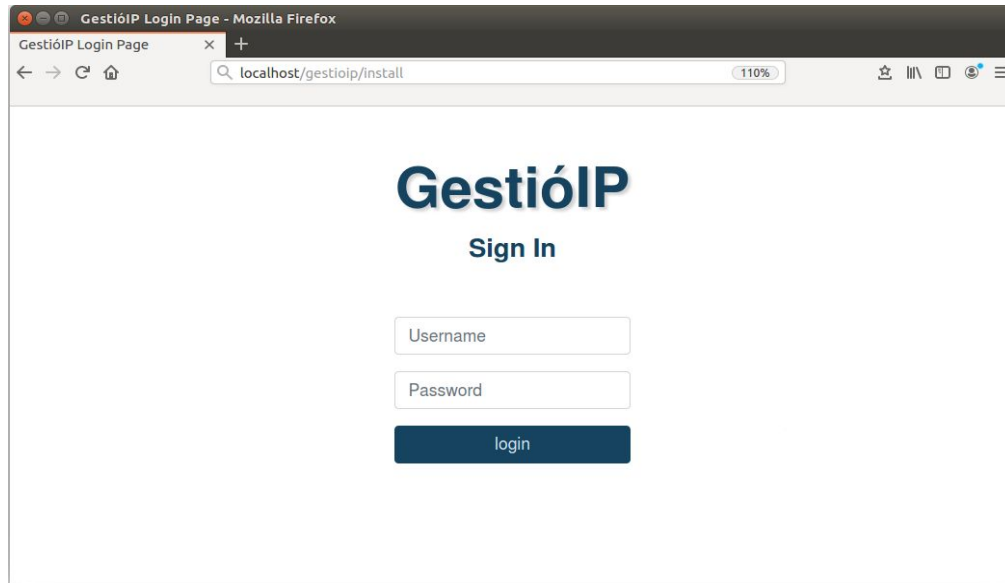 GestióIP Login Page - Mozilla Firefox
GestióIP Login Page
localhost/gestioip/install 110%
GestióIP
Sign In
Username
Password
login